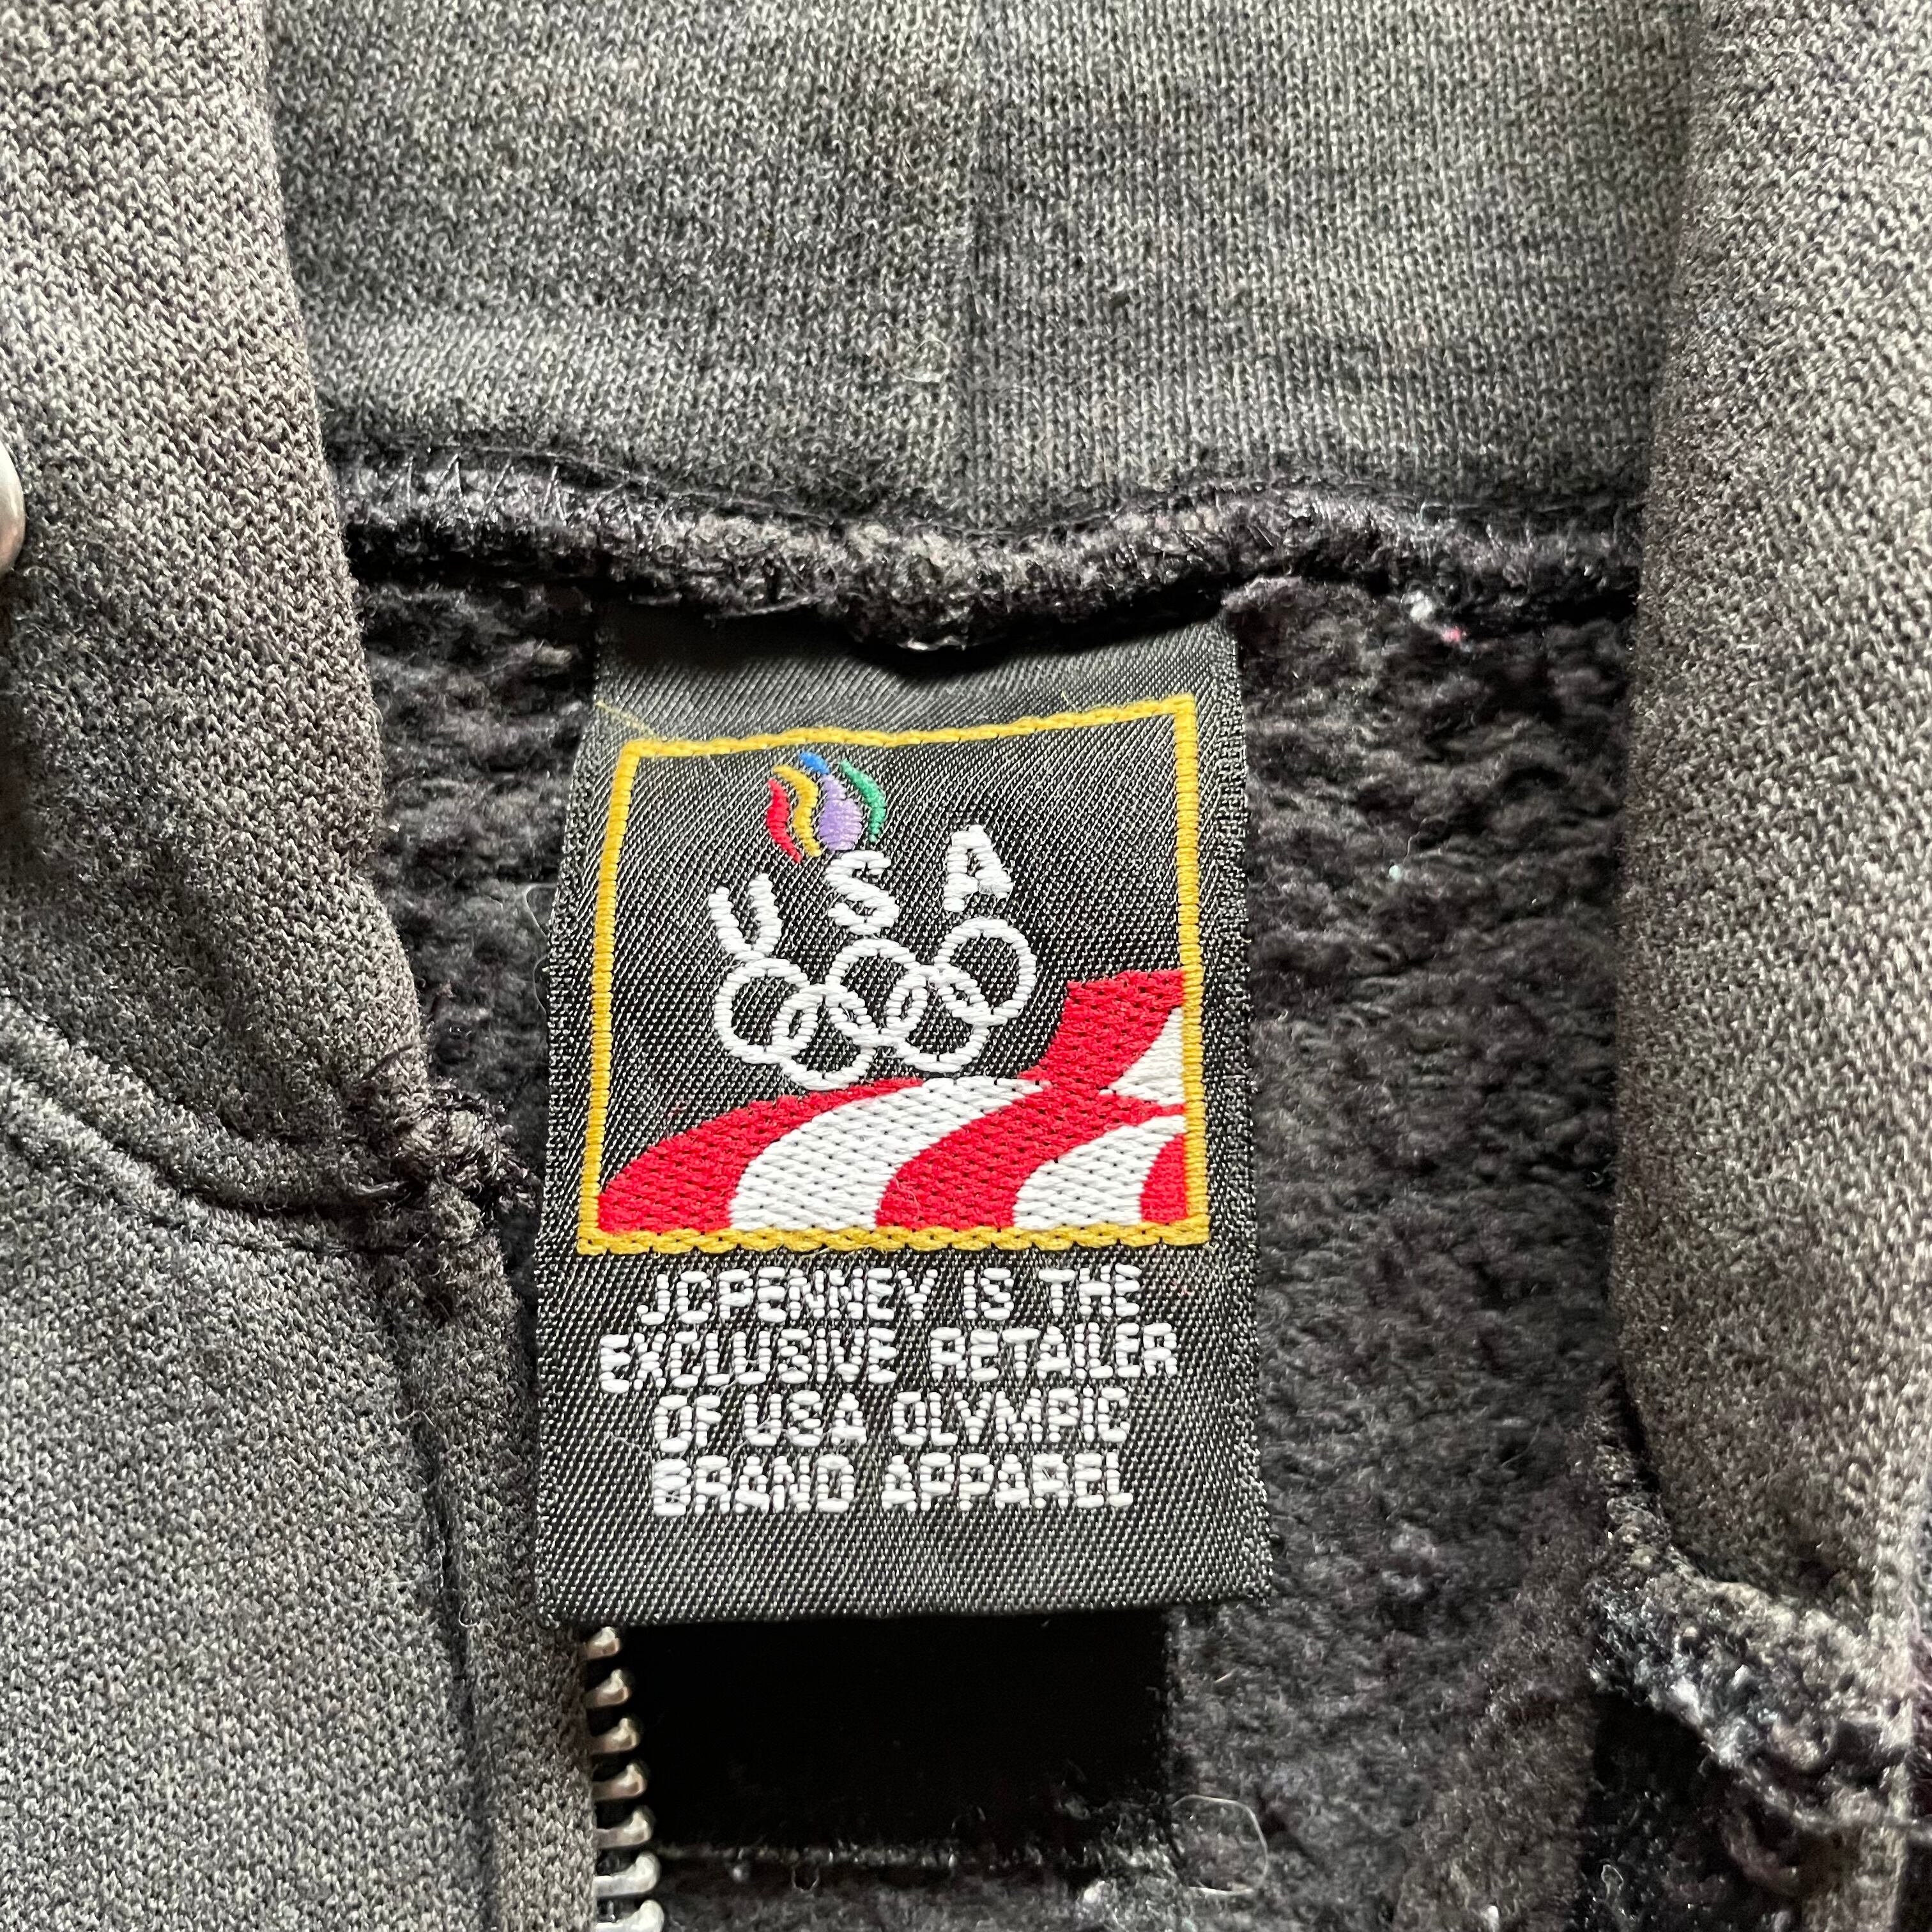 USA
JCPENNEY IS THE
EXCLUSIVE RETAILER
OF USA OLYMPIC
BRAND APPAREL